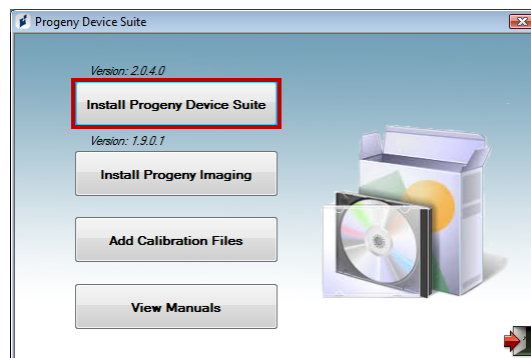 Progeny Device Suite
Version: 2.0.4.0
Install Progeny Device Suite
Version: 1.9.0.1
Install Progeny Imaging
Add Calibration Files
View Manuals